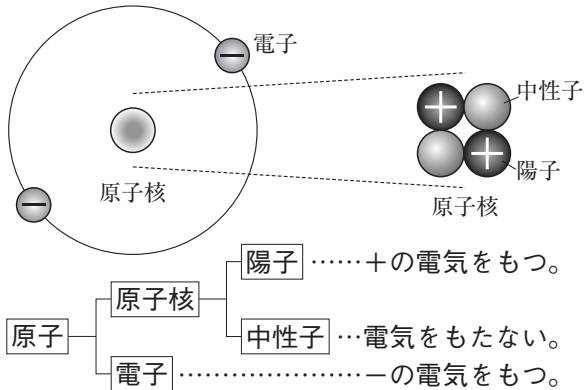 電子
中性子
陽子
原子核
原子核
陽子……+の電気をもつ。
原子核
原子
中性子…電気をもたない。
電子…………………−の電気をもつ。